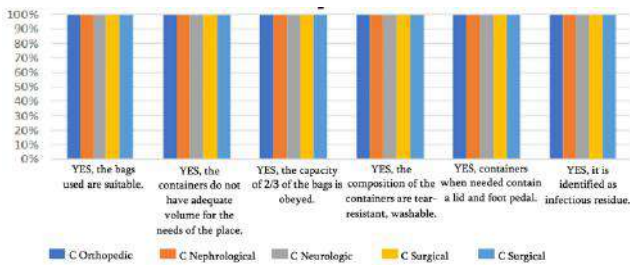 100%
90%
80%
70%
60%
50%
40%
30%
20%
10%
0%
YES, the bags
used are suitable.
YES, the
containers do not
have adequate
volume for the
needs of the place.
YES, the capacity
of 2/3 of the bags is
obeyed.
YES, the
composition of
the containers are tear-
resistant, washable.
YES, containers
when needed contain
a lid and foot pedal.
YES, it is
identified as
infectious residue.
C Orthopedic C Nephrological C Neurologic C Surgical C Surgical